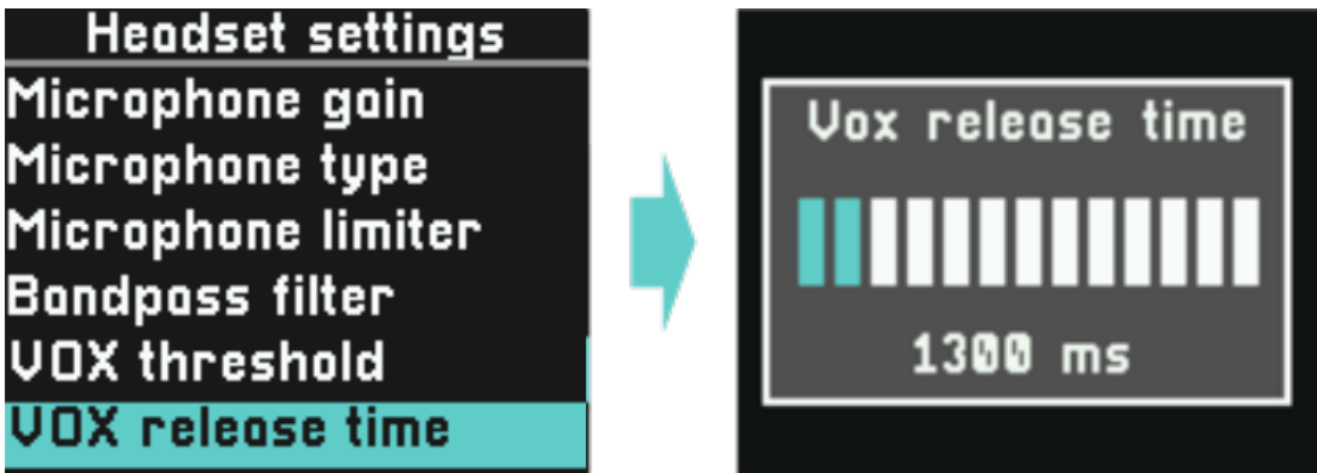 Headset settings
Microphone gain
Microphone type
Microphone limiter
Bandpass filter
VOX threshold
VOX release time
Vox release time
1300 ms